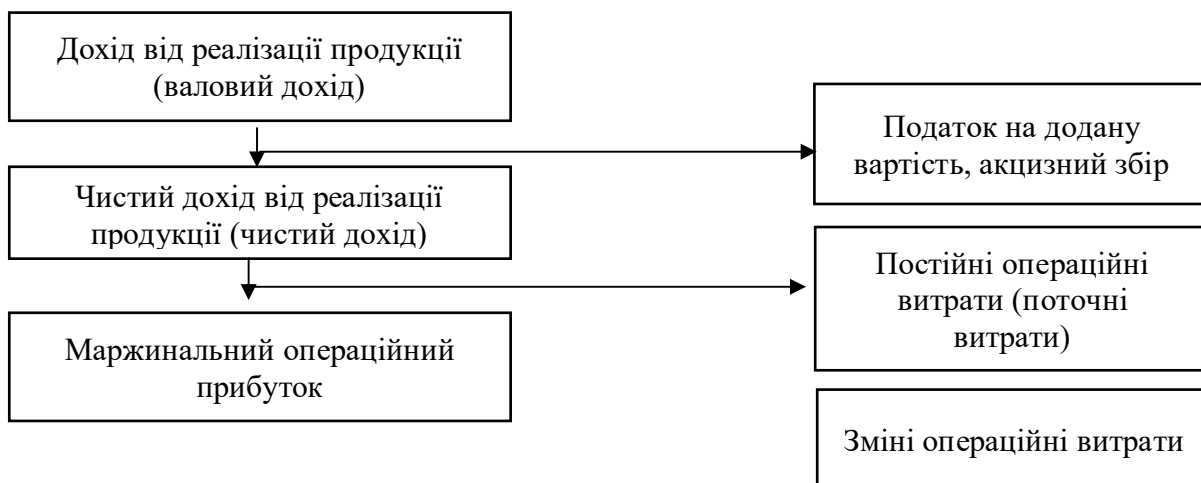 Дохід від реалізації продукції
(валовий дохід)
Податок на додану
вартість, акцизний збір
Чистий дохід від реалізації
продукції (чистий дохід)
Постійні операційні
витрати (поточні
витрати)
Маржинальний операційний
прибуток
Зміні операційні витрати